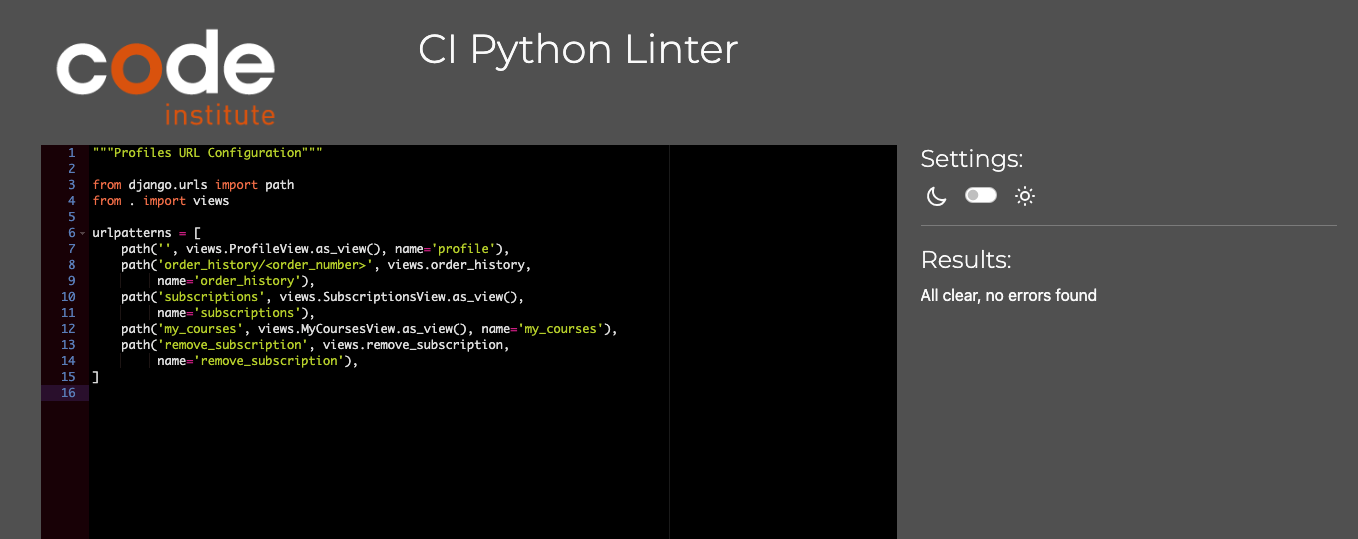 code
institute
CI Python Linter
1 """Profiles URL Configuration"""
2
3 from django.urls import path
4 from . import views
5
6 urlpatterns = [
7     path('', views.ProfileView.as_view(), name='profile'),
8     path('order_history/<order_number>', views.order_history,
9          name='order_history'),
10     path('subscriptions', views.SubscriptionsView.as_view(),
11          name='subscriptions'),
12     path('my_courses', views.MyCoursesView.as_view(), name='my_courses'),
13     path('remove_subscription', views.remove_subscription,
14          name='remove_subscription'),
15 ]
16
Settings:
Results:
All clear, no errors found